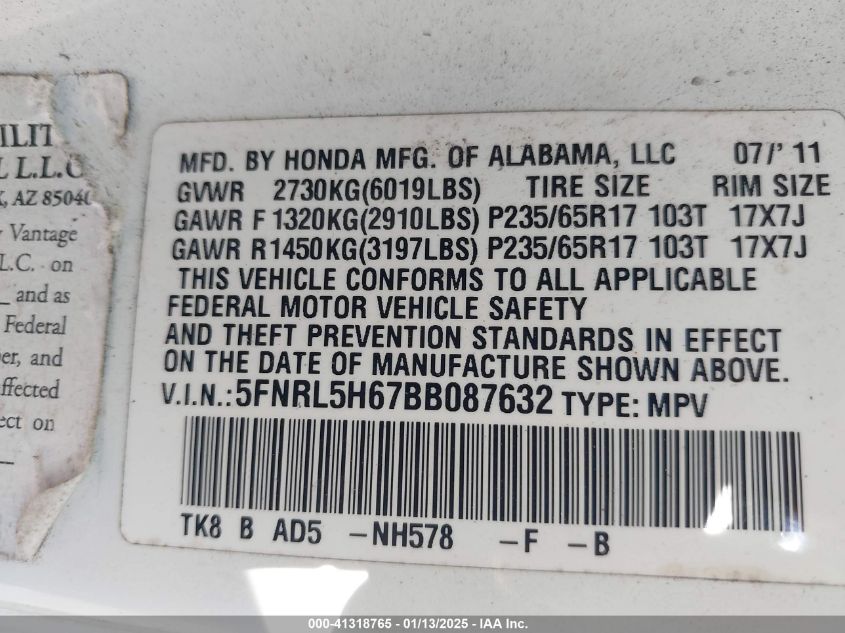 ILIT
L L.L.C
, AZ 8504
Vantage
L.C. on
and as
Federal
er, and
ffected
ect on
MFD. BY HONDA MFG. OF ALABAMA, LLC 07/'11
GVWR 2730KG(6019LBS) TIRE SIZE RIM SIZE
GAWR F 1320KG(2910LBS) P235/65R17 103T 17X7J
GAWR R1450KG(3197LBS) P235/65R17 103T 17X7J
THIS VEHICLE CONFORMS TO ALL APPLICABLE
FEDERAL MOTOR VEHICLE SAFETY
AND THEFT PREVENTION STANDARDS IN EFFECT
ON THE DATE OF MANUFACTURE SHOWN ABOVE.
V.I.N.:5FNRL5H67BB087632 TYPE: MPV
TK8 B AD5 -NH578 -F -B
000-41318765 - 01/13/2025 - IAA Inc.